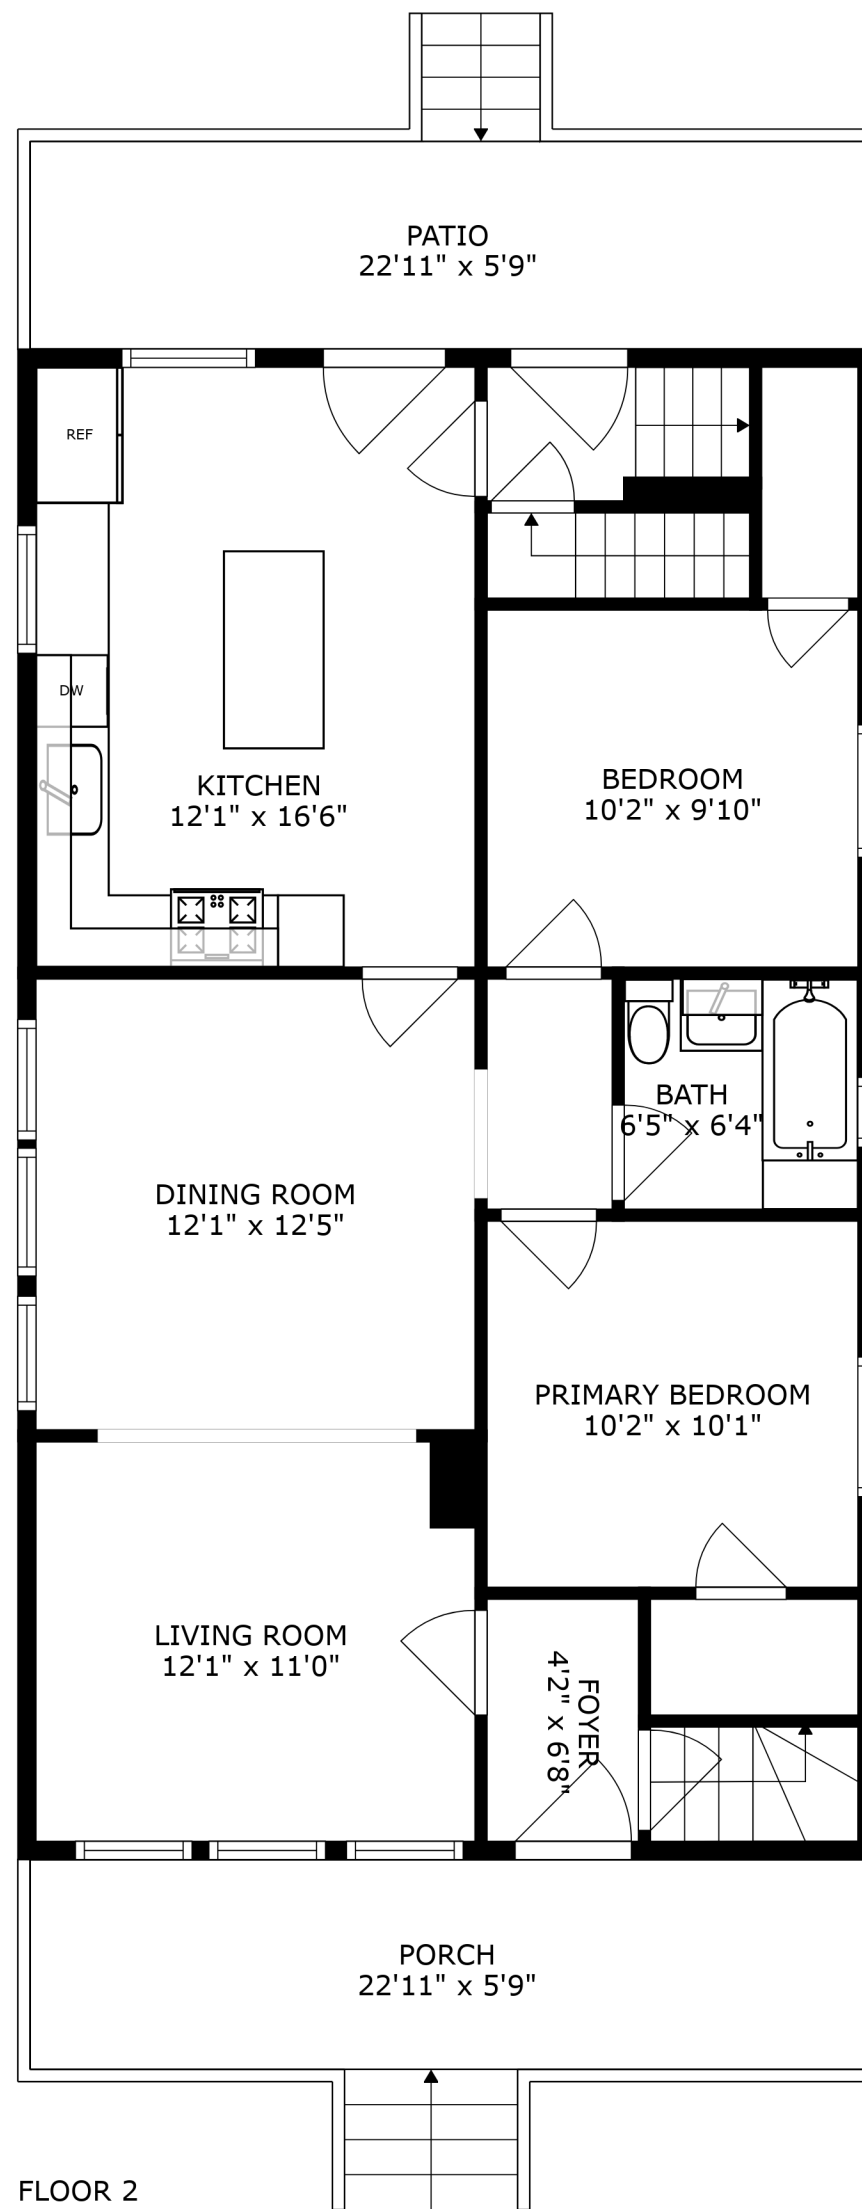 PATIO
22'11" x 5'9"
REF
DW
KITCHEN
12'1" x 16'6"
BEDROOM
10'2" x 9'10"
BATH
6'5" x 6'4"
DINING ROOM
12'1" x 12'5"
PRIMARY BEDROOM
10'2" x 10'1"
LIVING ROOM
12'1" x 11'0"
FOYER
4'2" x 6'8"
PORCH
22'11" x 5'9"
FLOOR 2